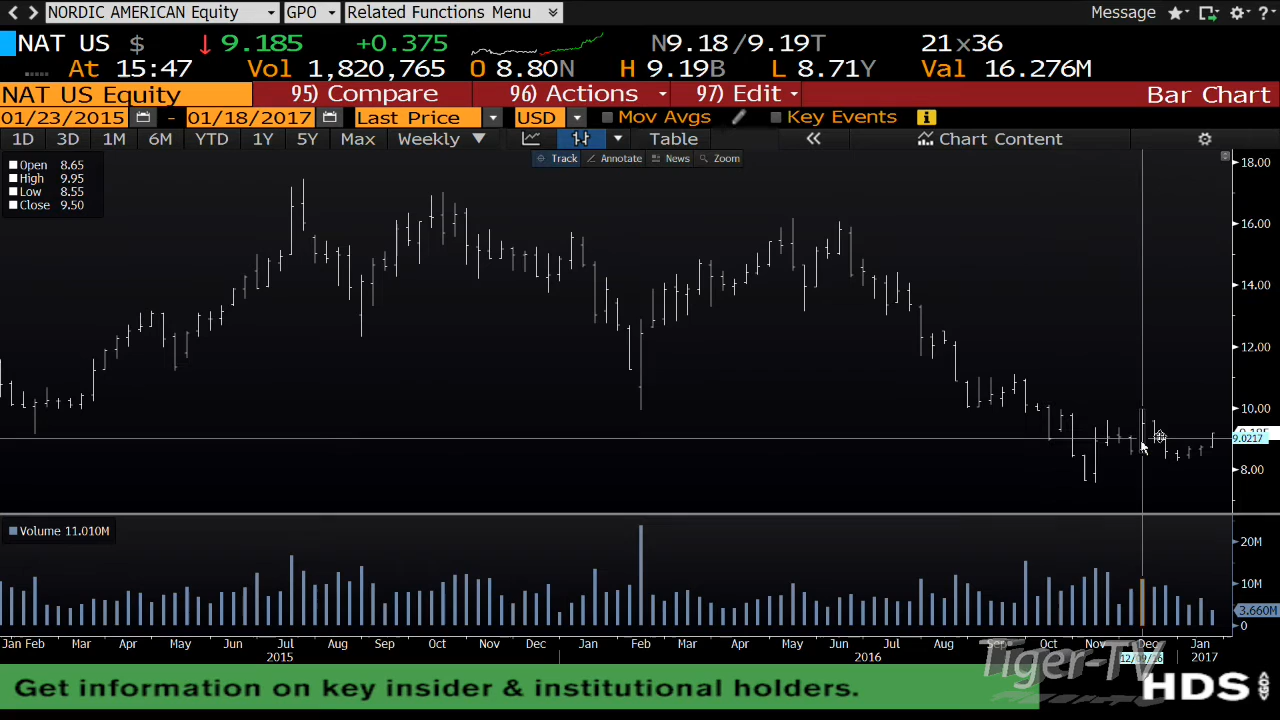 NORDIC AMERICAN Equity GPO Related Functions Menu Message ?
NAT US $ 9.185 +0.375 N9.18 /9.19T 21x36
At 15:47 Vol 1,820,765 O 8.80N H 9.19B L 8.71Y Val 16.276M
NAT US Equity 95) Compare 96) Actions 97) Edit Bar Chart
01/23/2015 - 01/18/2017 Last Price USD Mov Avgs Key Events
1D 3D 1M 6M YTD 1Y 5Y Max Weekly Table Chart Content
Track Annotate News Zoom
Open 8.65
High 9.95
Low 8.55
Close 9.50
18.00
16.00
14.00
12.00
10.00
9.0217
8.00
Volume 11.010M
20M
10M
3.660M
0
Jan Feb Mar Apr May Jun Jul Aug Sep Oct Nov Dec Jan Feb Mar Apr May Jun Jul Aug Sep Oct Nov Dec Jan
2015 2016 12/09/16 2017
Tiger-TV
Get information on key insider & institutional holders.
HDS GO